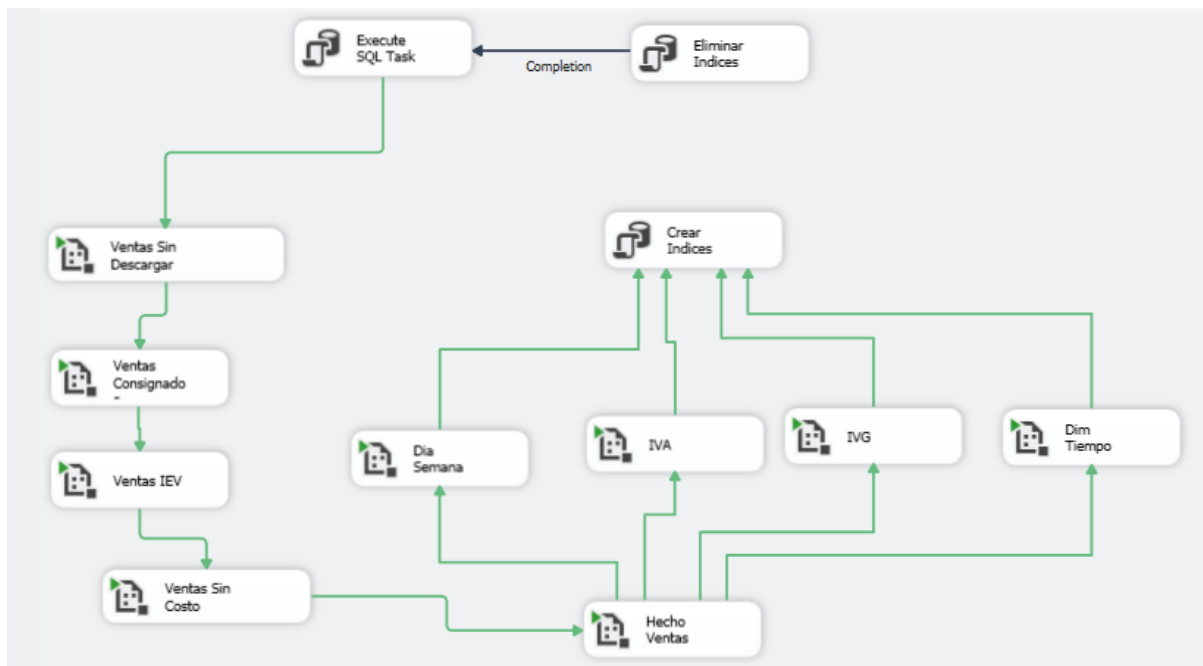 Execute
SQL Task
Completion
Eliminar
Indices
Ventas Sin
Descargar
Crear
Indices
Ventas
Consignado
Dia
Semana
IVA
IVG
Dim
Tiempo
Ventas IEV
Ventas Sin
Costo
Hecho
Ventas